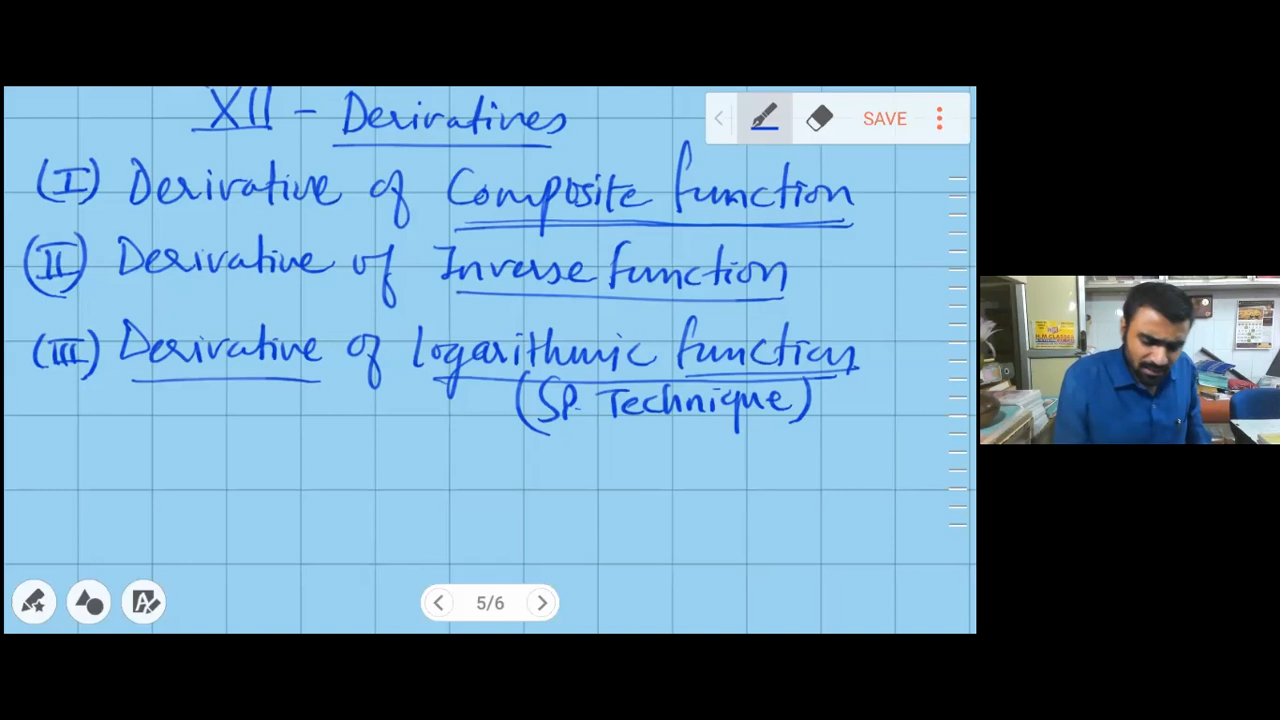 XII - Derivatives
SAVE
(I) Derivative of Composite function
(II) Derivative of Inverse function
(III) Derivative of Logarithmic function
(SP. Technique)
5/6